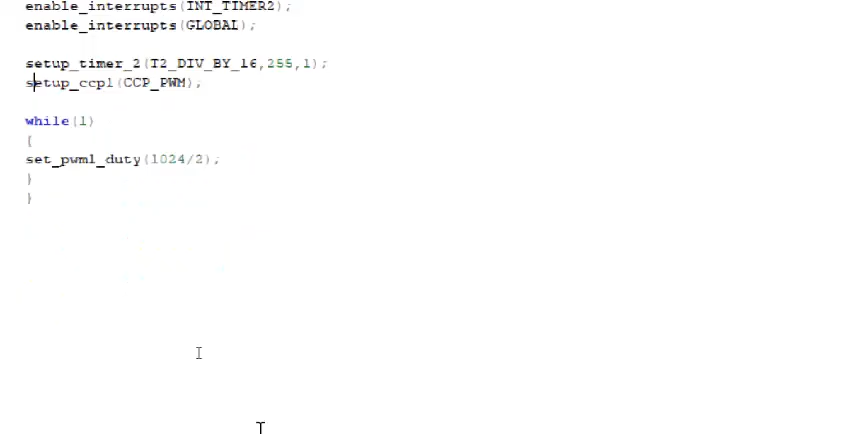 enable_interrupts(INT_TIMER2);
enable_interrupts(GLOBAL);
setup_timer_2(T2_DIV_BY_16,255,1);
setup_ccp1(CCP_PWM);
while(1)
{
set_pwm1_duty(1024/2);
}
}